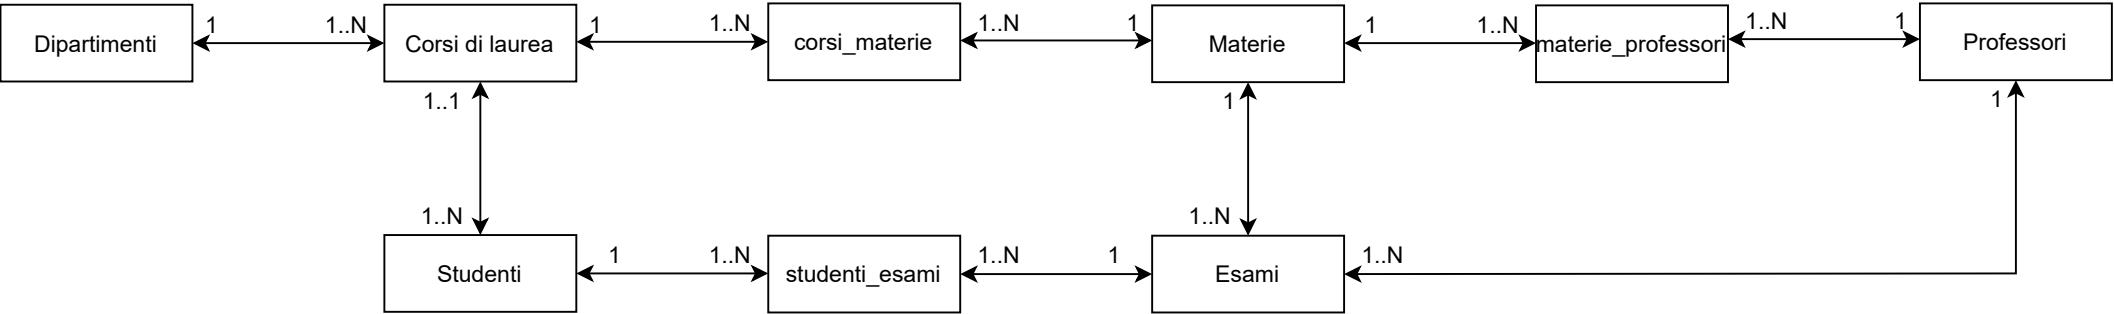 Dipartimenti
1
1..N
Corsi di laurea
1
1..N
corsi_materie
1..N
1
Materie
1
1..N
materie_professori
1..N
1
Professori
1..1
1
1
1..N
1..N
Studenti
1
1..N
studenti_esami
1..N
1
Esami
1..N